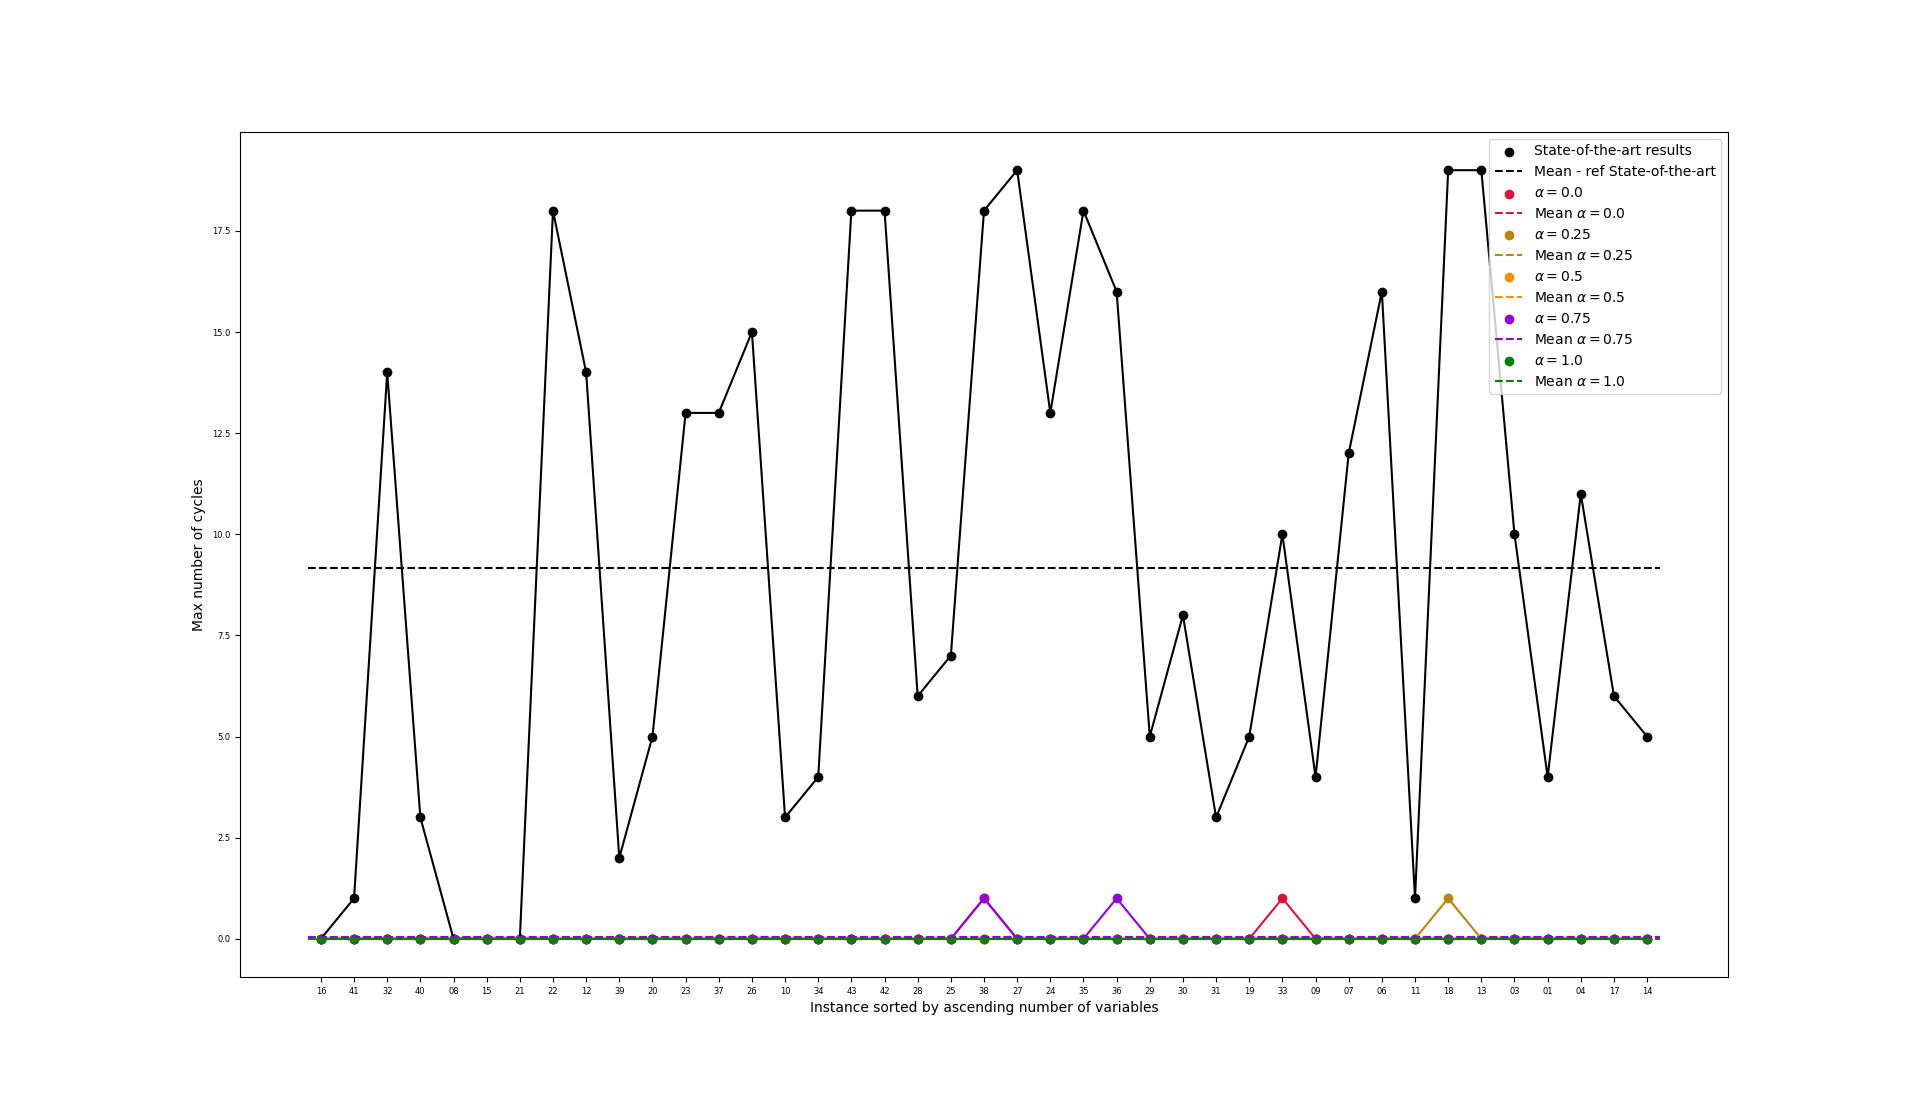 State-of-the-art results
Mean - ref State-of-the-art
α = 0.0
Mean α = 0.0
α = 0.25
Mean α = 0.25
α = 0.5
Mean α = 0.5
α = 0.75
Mean α = 0.75
α = 1.0
Mean α = 1.0
17.5
15.0
12.5
10.0
7.5
5.0
2.5
0.0
Max number of cycles
16 41 32 40 08 15 21 22 12 39 20 23 37 26 10 34 43 42 28 25 38 27 24 35 36 29 30 31 19 33 09 07 06 11 18 13 03 01 04 17 14
Instance sorted by ascending number of variables